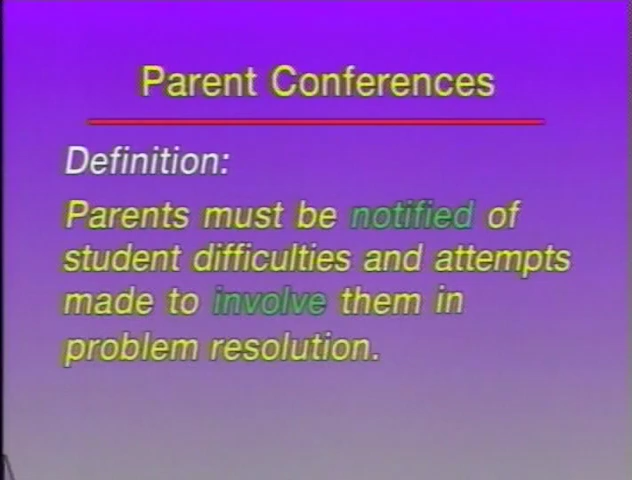 Parent Conferences
Definition:
Parents must be notified of
student difficulties and attempts
made to involve them in
problem resolution.